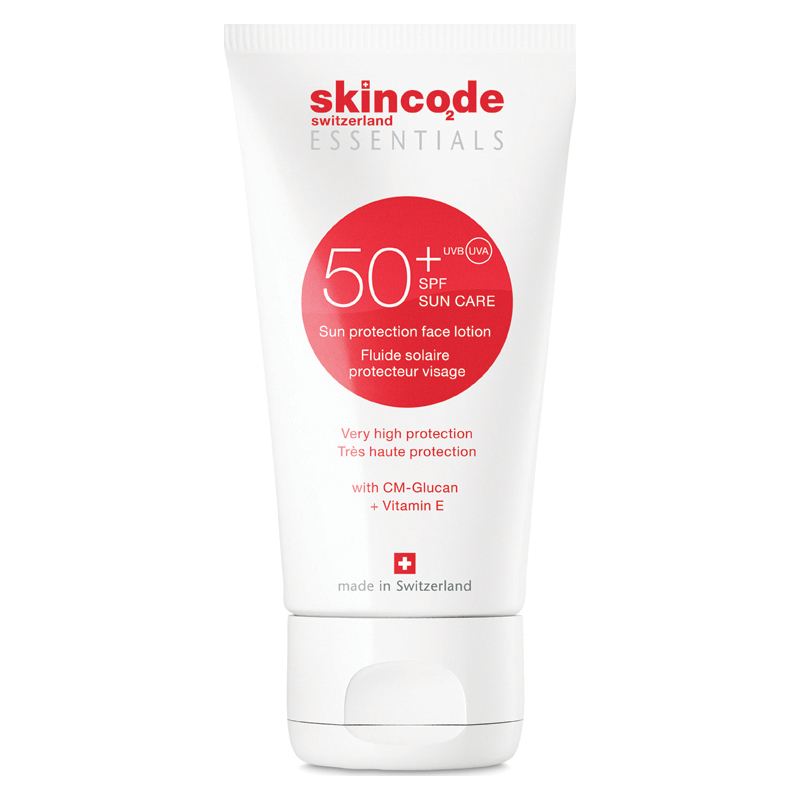 skincode
2
switzerland
ESSENTIALS
50+ UVB UVA
SPF
SUN CARE
Sun protection face lotion
Fluide solaire
protecteur visage
Very high protection
Très haute protection
with CM-Glucan
+ Vitamin E
made in Switzerland